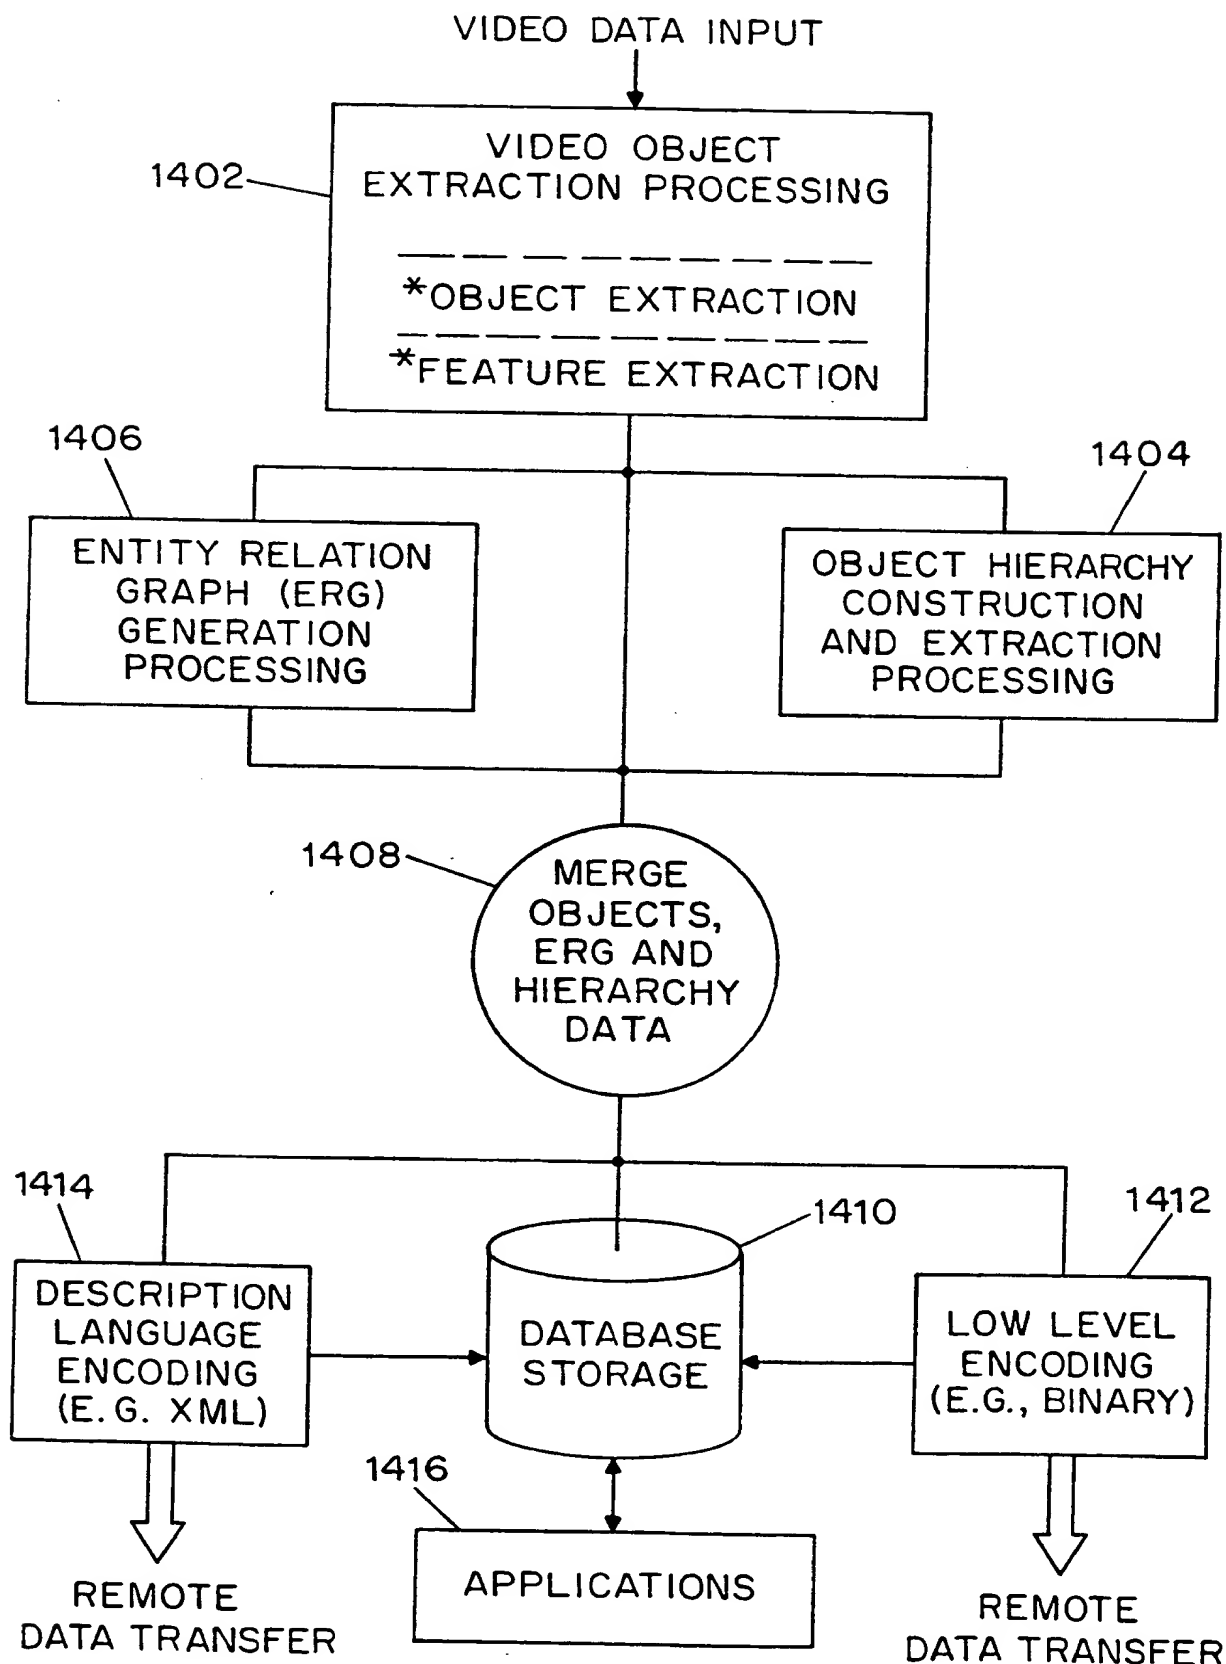 VIDEO DATA INPUT
1402
VIDEO OBJECT
EXTRACTION PROCESSING
*OBJECT EXTRACTION
*FEATURE EXTRACTION
1406
ENTITY RELATION
GRAPH (ERG)
GENERATION
PROCESSING
1404
OBJECT HIERARCHY
CONSTRUCTION
AND EXTRACTION
PROCESSING
1408
MERGE
OBJECTS,
ERG AND
HIERARCHY
DATA
1414
DESCRIPTION
LANGUAGE
ENCODING
(E.G. XML)
1410
DATABASE
STORAGE
1412
LOW LEVEL
ENCODING
(E.G., BINARY)
1416
APPLICATIONS
REMOTE
DATA TRANSFER
REMOTE
DATA TRANSFER